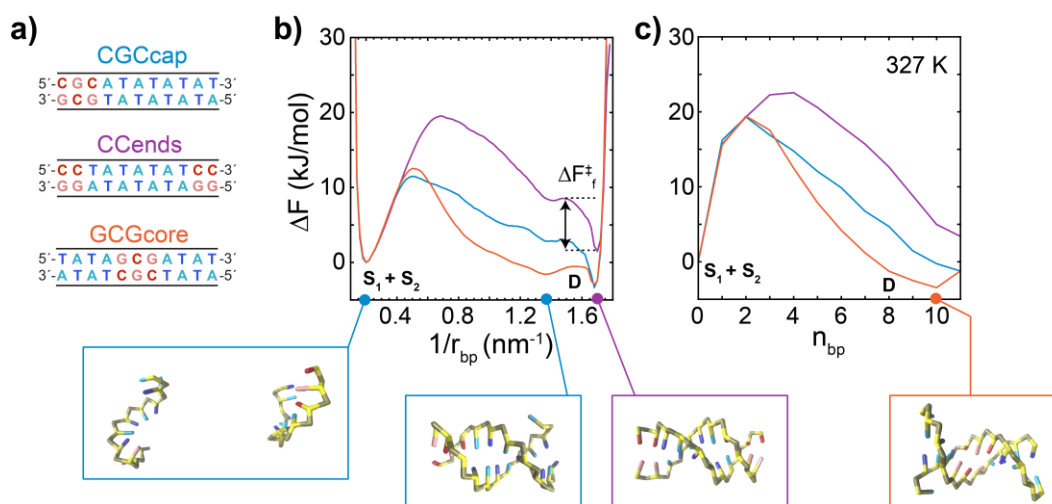 a)
CGCcap
5´-CGCATATATAT-3´
3´-GCGTATATATA-5´
CCends
5´-CCTATATATCC-3´
3´-GGATATATAGG-5´
GCGcore
5´-TATAGCGATAT-3´
3´-ATATCGCTATA-5´
b)
ΔF (kJ/mol)
30
20
10
0
ΔF‡f
S1 + S2
D
0.4 0.8 1.2 1.6
1/rbp (nm-1)
c)
30
20
10
0
327 K
S1 + S2
D
0 2 4 6 8 10
nbp